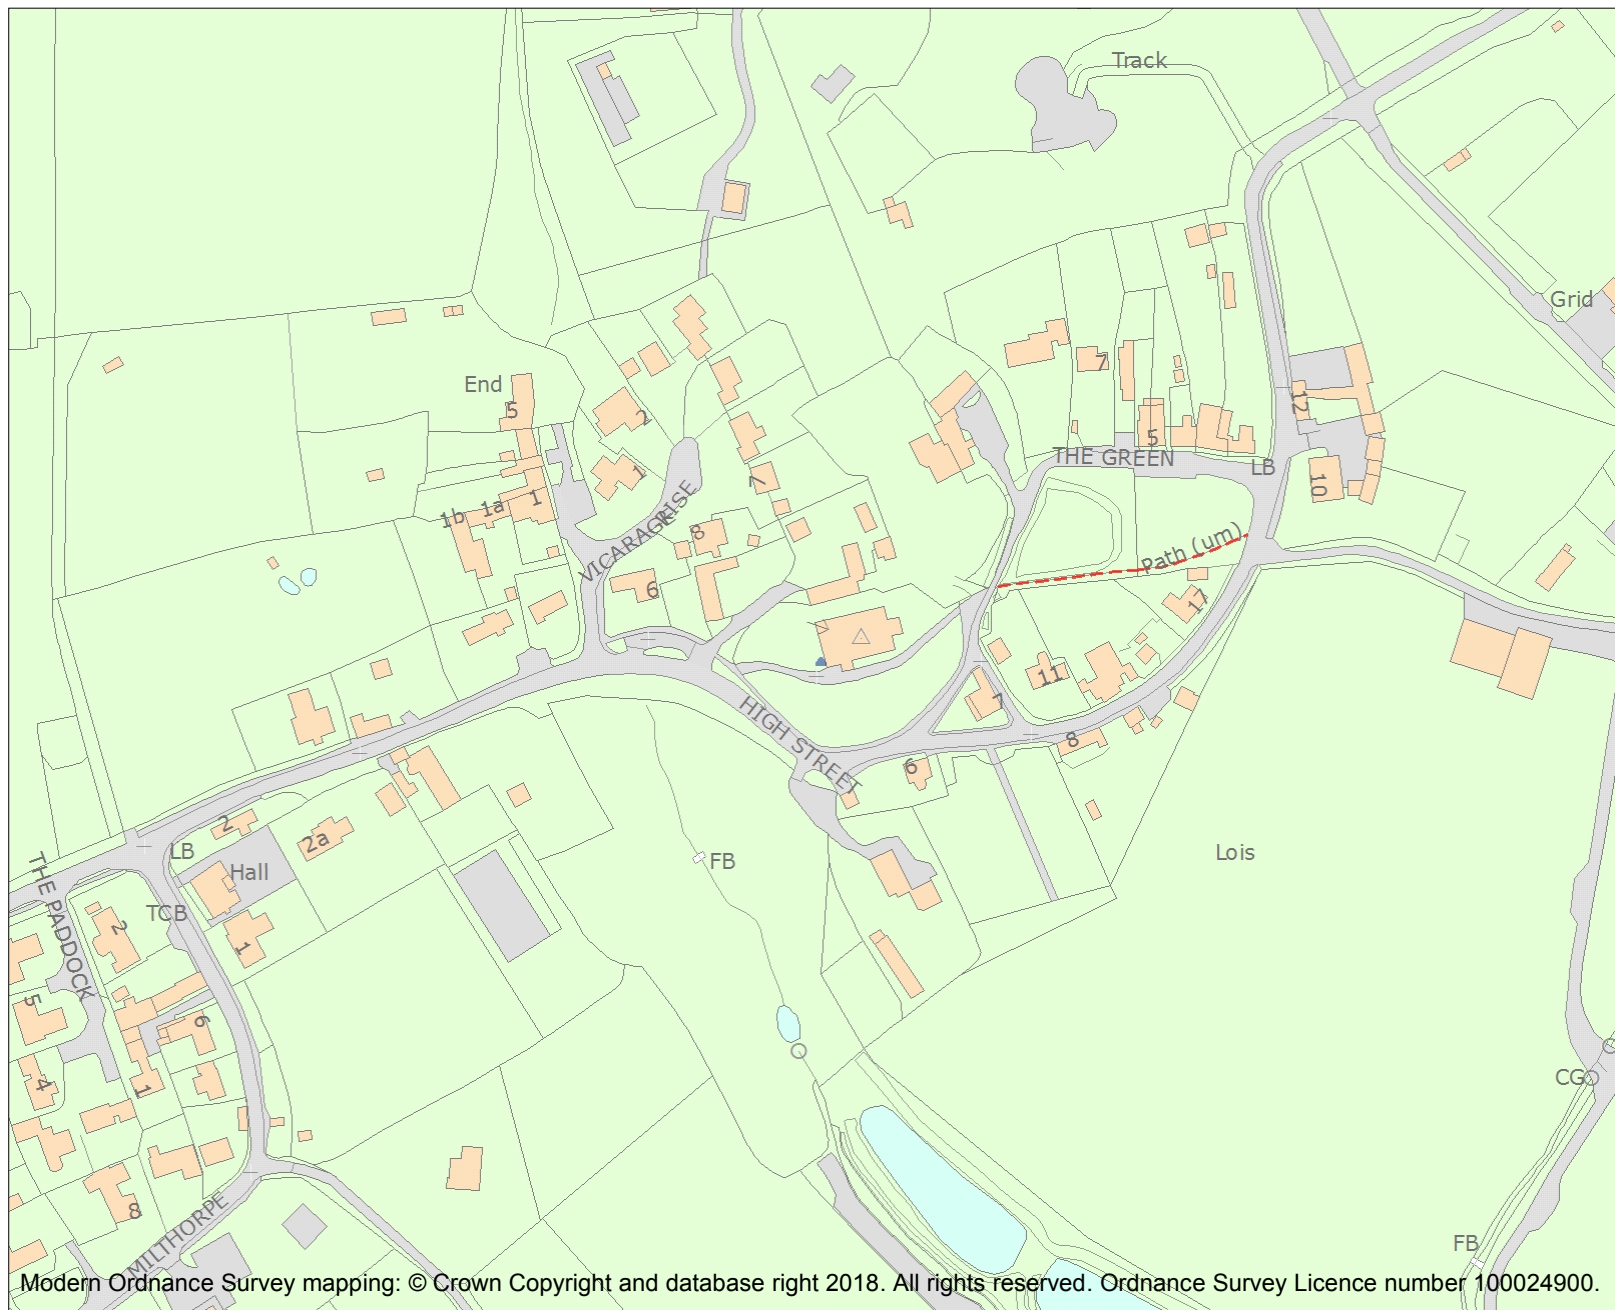 Track
Grid
End
5
2
7
12
5
THE GREEN
LB
10
1
1
1b
1a
7
VICARAGE RISE
8
6
Path (um)
17
11
7
HIGH STREET
8
6
2
LB
2a
Hall
FB
Lois
TCB
THE PADDOCK
2
1
5
6
4
1
CG
8
MILTHORPE
FB
Modern Ordnance Survey mapping: © Crown Copyright and database right 2018. All rights reserved. Ordnance Survey Licence number 100024900.